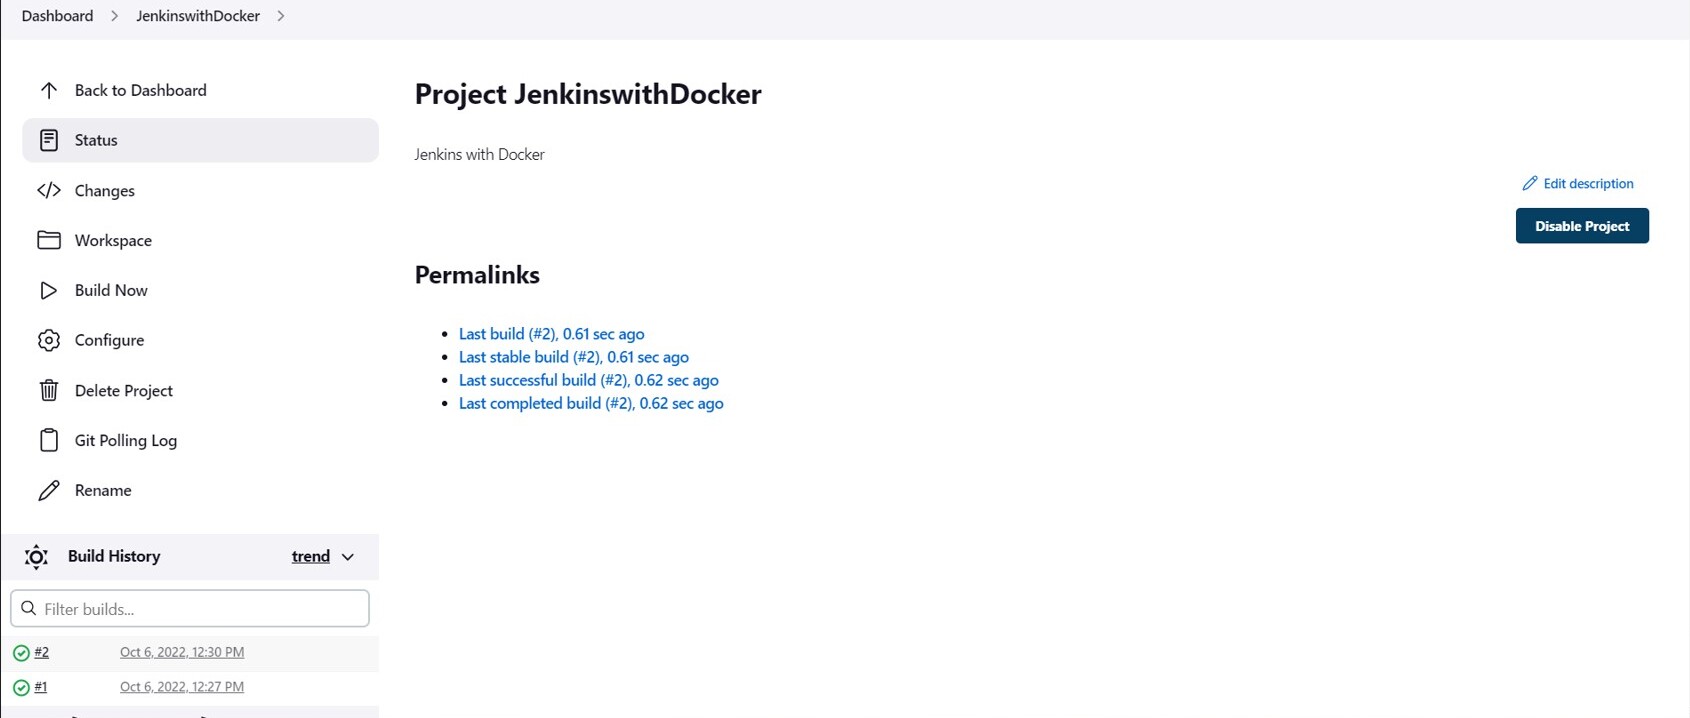 Dashboard > JenkinswithDocker >
Back to Dashboard
Status
Changes
Workspace
Build Now
Configure
Delete Project
Git Polling Log
Rename
Build History trend
Filter builds...
#2 Oct 6, 2022, 12:30 PM
#1 Oct 6, 2022, 12:27 PM
Project JenkinswithDocker
Jenkins with Docker
Edit description
Disable Project
Permalinks
• Last build (#2), 0.61 sec ago
• Last stable build (#2), 0.61 sec ago
• Last successful build (#2), 0.62 sec ago
• Last completed build (#2), 0.62 sec ago